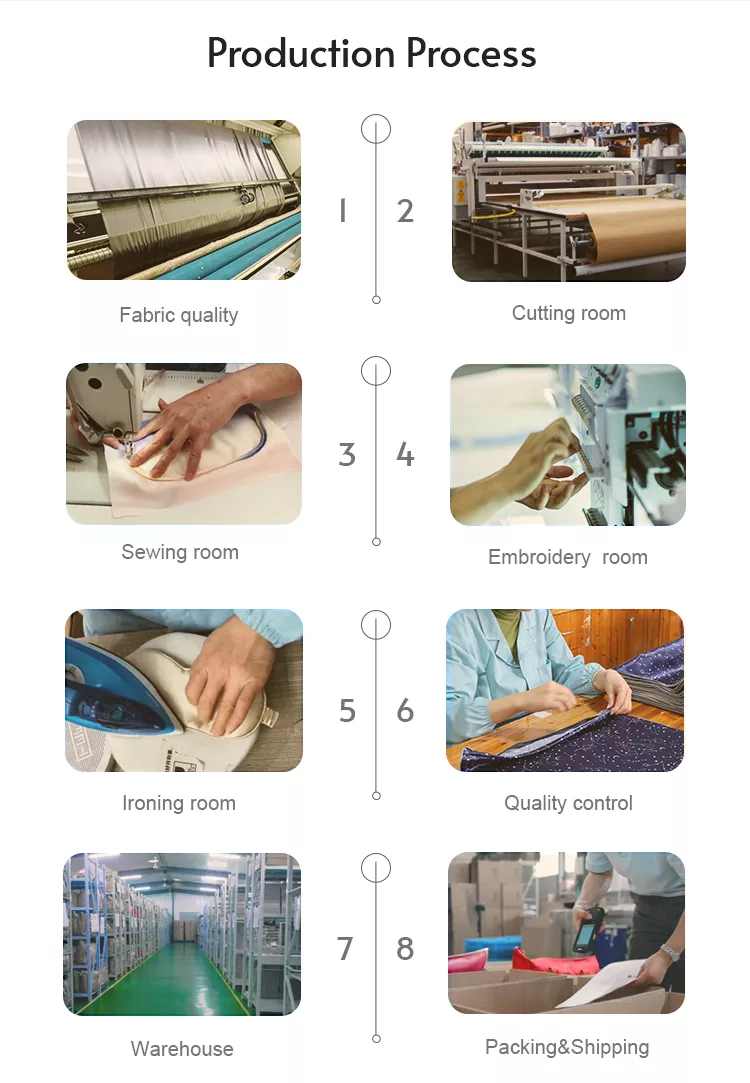 Production Process
1
2
Fabric quality
Cutting room
3
4
Sewing room
Embroidery room
5
6
Ironing room
Quality control
7
8
Warehouse
Packing&Shipping